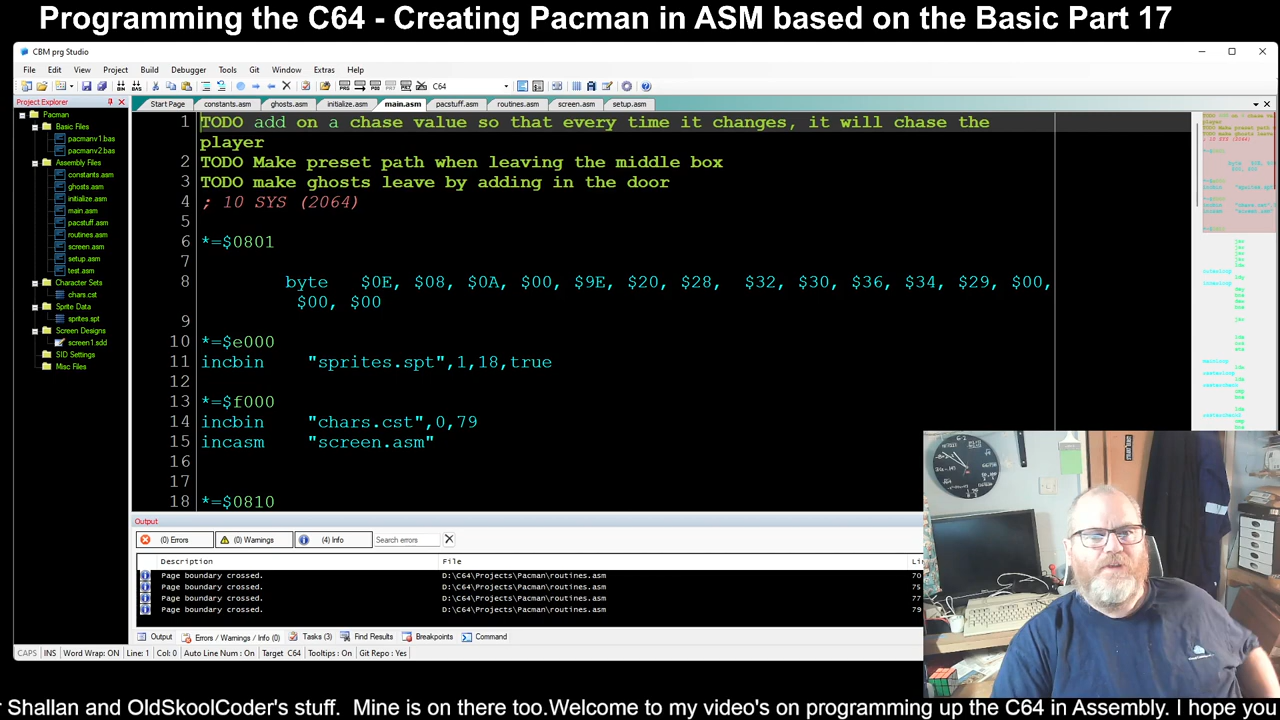 Programming the C64 - Creating Pacman in ASM based on the Basic Part 17
CBM prg Studio
File Edit View Project Build Debugger Tools Git Window Extras Help
C64
Project Explorer
Pacman
Basic Files
pacmanv1.bas
pacmanv2.bas
Assembly Files
constants.asm
ghosts.asm
initialize.asm
main.asm
pacstuff.asm
routines.asm
screen.asm
setup.asm
test.asm
Character Sets
chars.cst
Sprite Data
sprites.spt
Screen Designs
screen1.sdd
SID Settings
Misc Files
Start Page constants.asm ghosts.asm initialize.asm main.asm pacstuff.asm routines.asm screen.asm setup.asm
1 TODO add on a chase value so that every time it changes, it will chase the
player
2 TODO Make preset path when leaving the middle box
3 TODO make ghosts leave by adding in the door
4 ; 10 SYS (2064)
5
6 *=$0801
7
8 byte $0E, $08, $0A, $00, $9E, $20, $28, $32, $30, $36, $34, $29, $00,
$00, $00
9
10 *=$e000
11 incbin "sprites.spt",1,18,true
12
13 *=$f000
14 incbin "chars.cst",0,79
15 incasm "screen.asm"
16
17
18 *=$0810
Output
(0) Errors (0) Warnings (4) Info Search errors
Description File
Page boundary crossed. D:\C64\Projects\Pacman\routines.asm 70
Page boundary crossed. D:\C64\Projects\Pacman\routines.asm 75
Page boundary crossed. D:\C64\Projects\Pacman\routines.asm 77
Page boundary crossed. D:\C64\Projects\Pacman\routines.asm 79
Output Errors / Warnings / Info (0) Tasks (3) Find Results Breakpoints Command
CAPS INS Word Wrap: ON Line: 1 Col: 0 Auto Line Num : On Target C64 Tooltips : On Git Repo : Yes
Shallan and OldSkoolCoder's stuff. Mine is on there too.Welcome to my video's on programming up the C64 in Assembly. I hope you